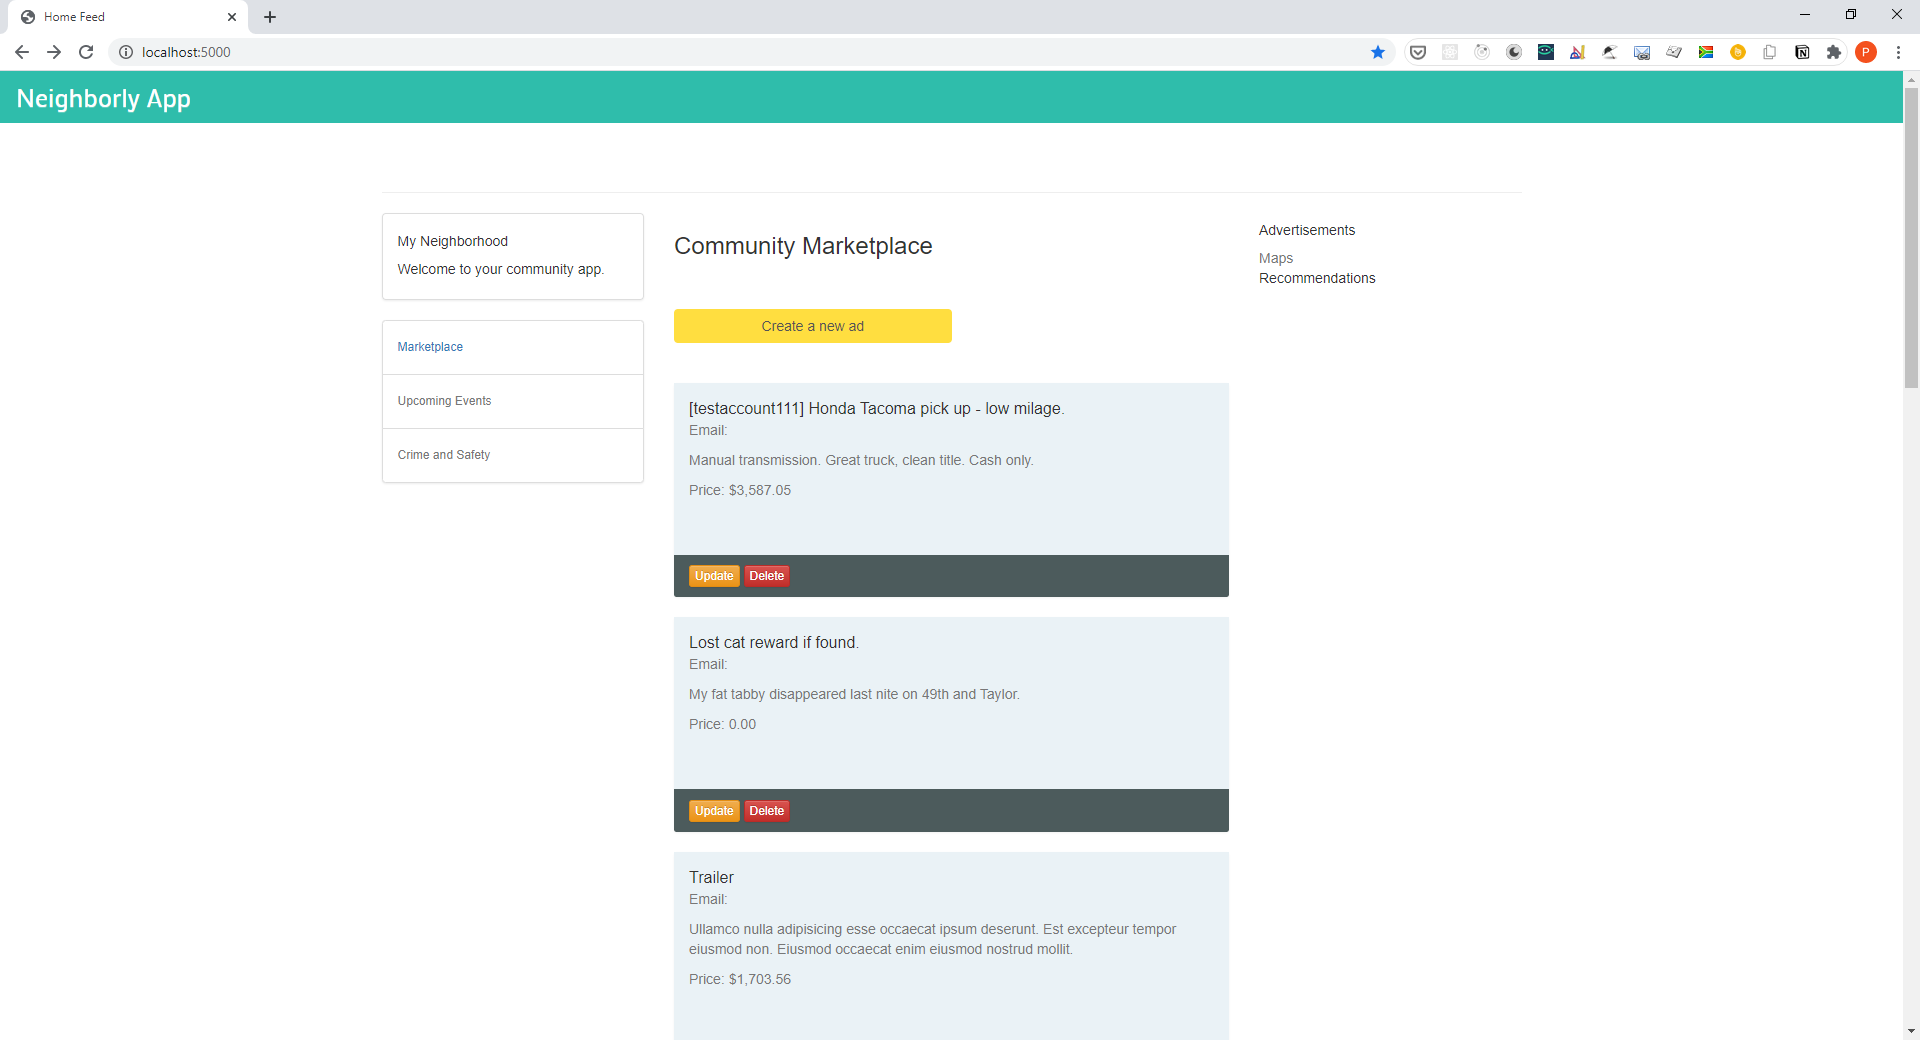 Home Feed
localhost:5000
P
Neighborly App
My Neighborhood
Welcome to your community app.
Marketplace
Upcoming Events
Crime and Safety
Community Marketplace
Create a new ad
[testaccount111] Honda Tacoma pick up - low milage.
Email:
Manual transmission. Great truck, clean title. Cash only.
Price: $3,587.05
Update Delete
Lost cat reward if found.
Email:
My fat tabby disappeared last nite on 49th and Taylor.
Price: 0.00
Update Delete
Trailer
Email:
Ullamco nulla adipisicing esse occaecat ipsum deserunt. Est excepteur tempor
eiusmod non. Eiusmod occaecat enim eiusmod nostrud mollit.
Price: $1,703.56
Advertisements
Maps
Recommendations